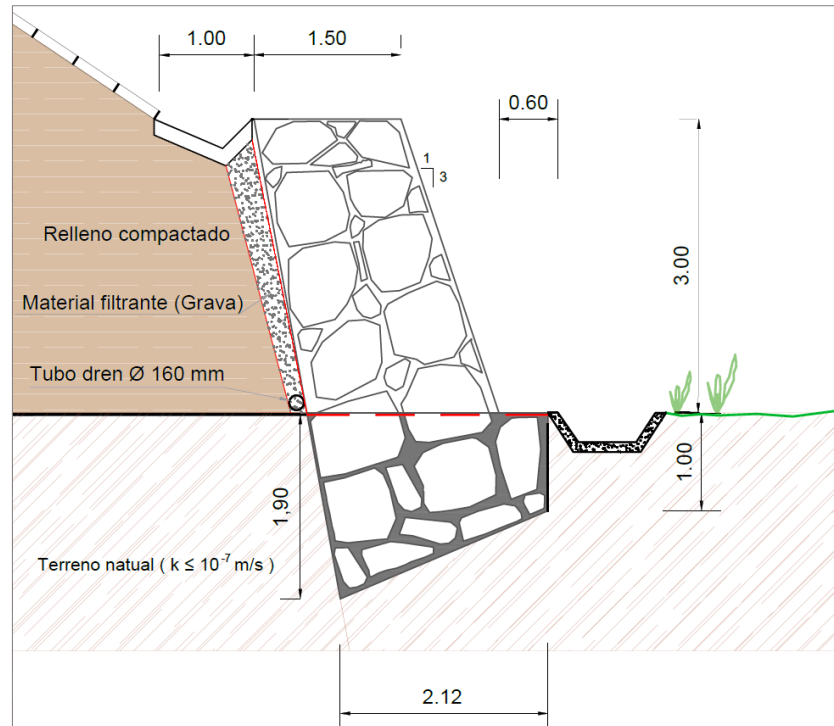 1.00
1.50
0.60
1
3
Relleno compactado
3.00
Material filtrante (Grava)
Tubo dren Ø 160 mm
1,90
1.00
Terreno natual ( k ≤ 10⁻⁷ m/s )
2.12